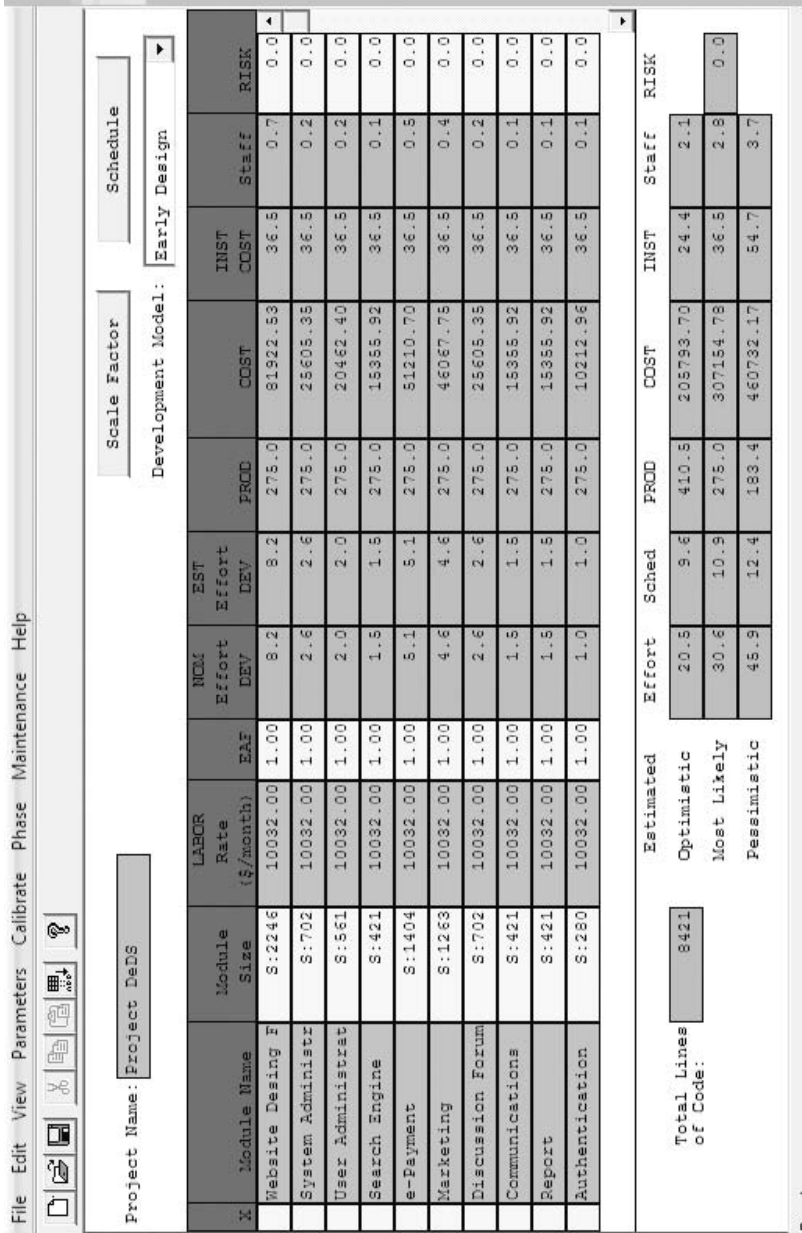 File Edit View Parameters Calibrate Phase Maintenance Help
Project Name: Project DeDS
Scale Factor Schedule
Development Model: Early Design
X Module Name Module Size LABOR Rate ($/month) EAF NOM Effort DEV EST Effort DEV PROD COST INST COST Staff RISK
Website Desing F S:2246 10032.00 1.00 8.2 8.2 275.0 81922.53 36.5 0.7 0.0
System Administr S:702 10032.00 1.00 2.6 2.6 275.0 25605.35 36.5 0.2 0.0
User Administrat S:561 10032.00 1.00 2.0 2.0 275.0 20462.40 36.5 0.2 0.0
Search Engine S:421 10032.00 1.00 1.5 1.5 275.0 15355.92 36.5 0.1 0.0
e-Payment S:1404 10032.00 1.00 5.1 5.1 275.0 51210.70 36.5 0.5 0.0
Marketing S:1263 10032.00 1.00 4.6 4.6 275.0 46067.75 36.5 0.4 0.0
Discussion Forum S:702 10032.00 1.00 2.6 2.6 275.0 25605.35 36.5 0.2 0.0
Communications S:421 10032.00 1.00 1.5 1.5 275.0 15355.92 36.5 0.1 0.0
Report S:421 10032.00 1.00 1.5 1.5 275.0 15355.92 36.5 0.1 0.0
Authentication S:280 10032.00 1.00 1.0 1.0 275.0 10212.96 36.5 0.1 0.0
Total Lines of Code: 8421
Estimated Effort Sched PROD COST INST Staff RISK
Optimistic 20.5 9.6 410.5 205793.70 24.4 2.1
Most Likely 30.6 10.9 275.0 307154.78 36.5 2.8 0.0
Pessimistic 45.9 12.4 183.4 460732.17 54.7 3.7